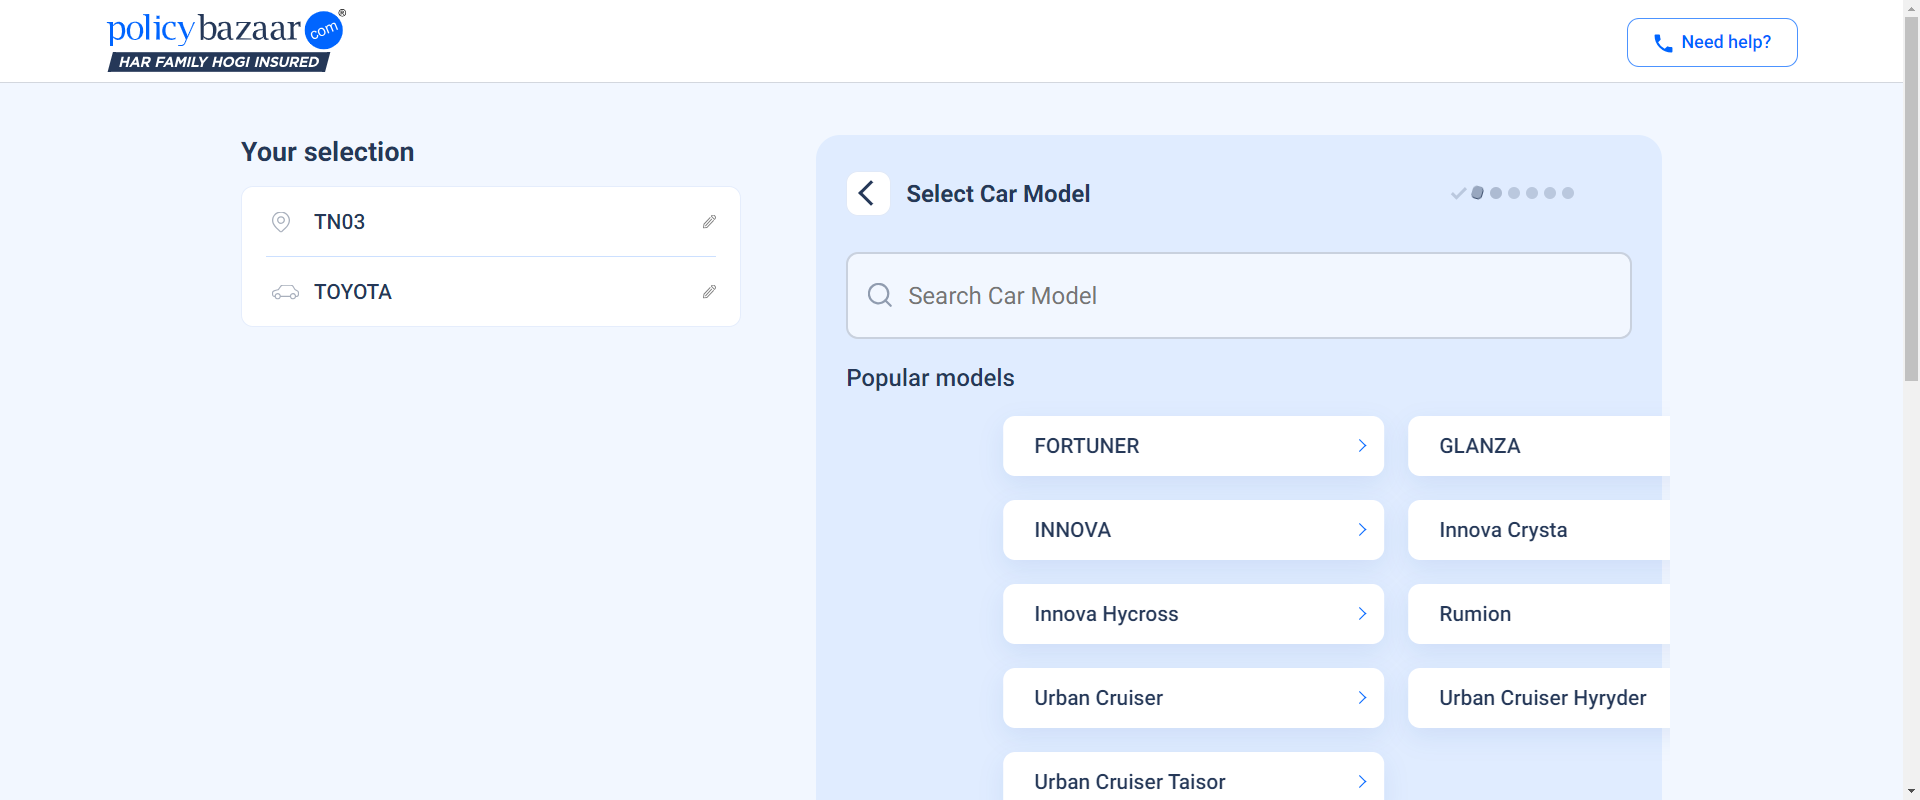 policybazaar.com®
HAR FAMILY HOGI INSURED
Need help?
Your selection
TN03
TOYOTA
Select Car Model
Search Car Model
Popular models
FORTUNER
GLANZA
INNOVA
Innova Crysta
Innova Hycross
Rumion
Urban Cruiser
Urban Cruiser Hyryder
Urban Cruiser Taisor